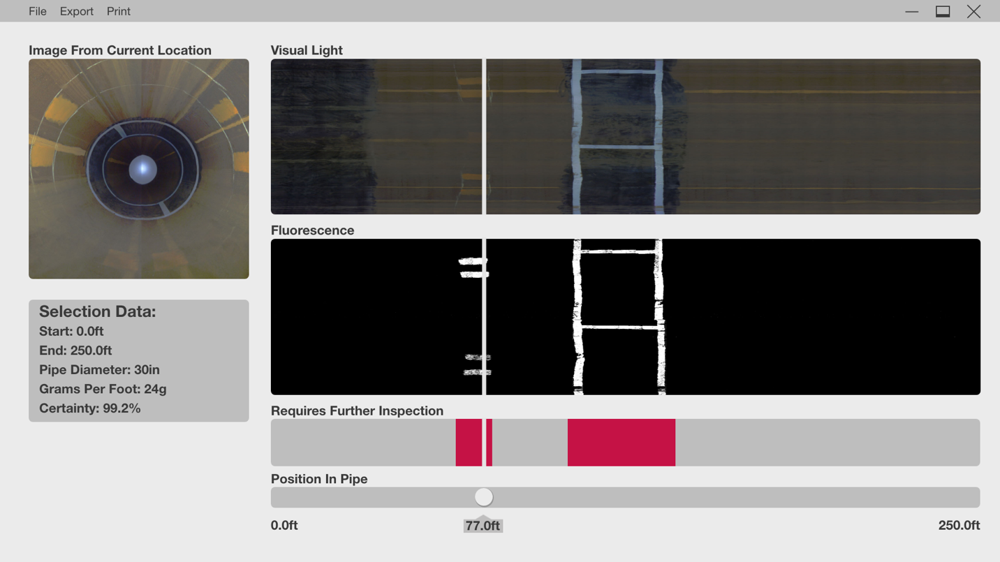 File Export Print
Image From Current Location
Visual Light
Fluorescence
Selection Data:
Start: 0.0ft
End: 250.0ft
Pipe Diameter: 30in
Grams Per Foot: 24g
Certainty: 99.2%
Requires Further Inspection
Position In Pipe
0.0ft 77.0ft 250.0ft